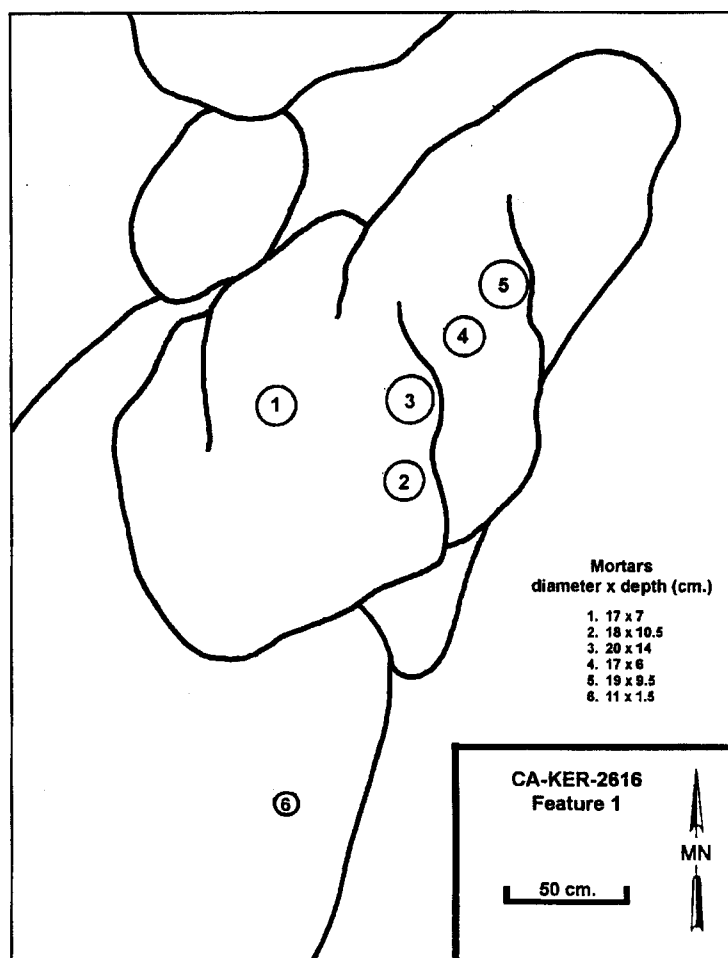 5
4
1
3
2
Mortars
diameter x depth (cm.)
1. 17 x 7
2. 18 x 10.5
3. 20 x 14
4. 17 x 6
5. 19 x 9.5
6. 11 x 1.5
6
CA-KER-2616
Feature 1
MN
50 cm.